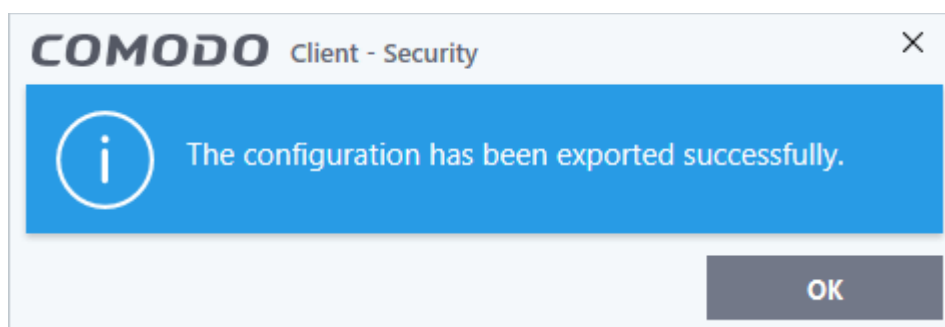 COMODO Client - Security
The configuration has been exported successfully.
OK